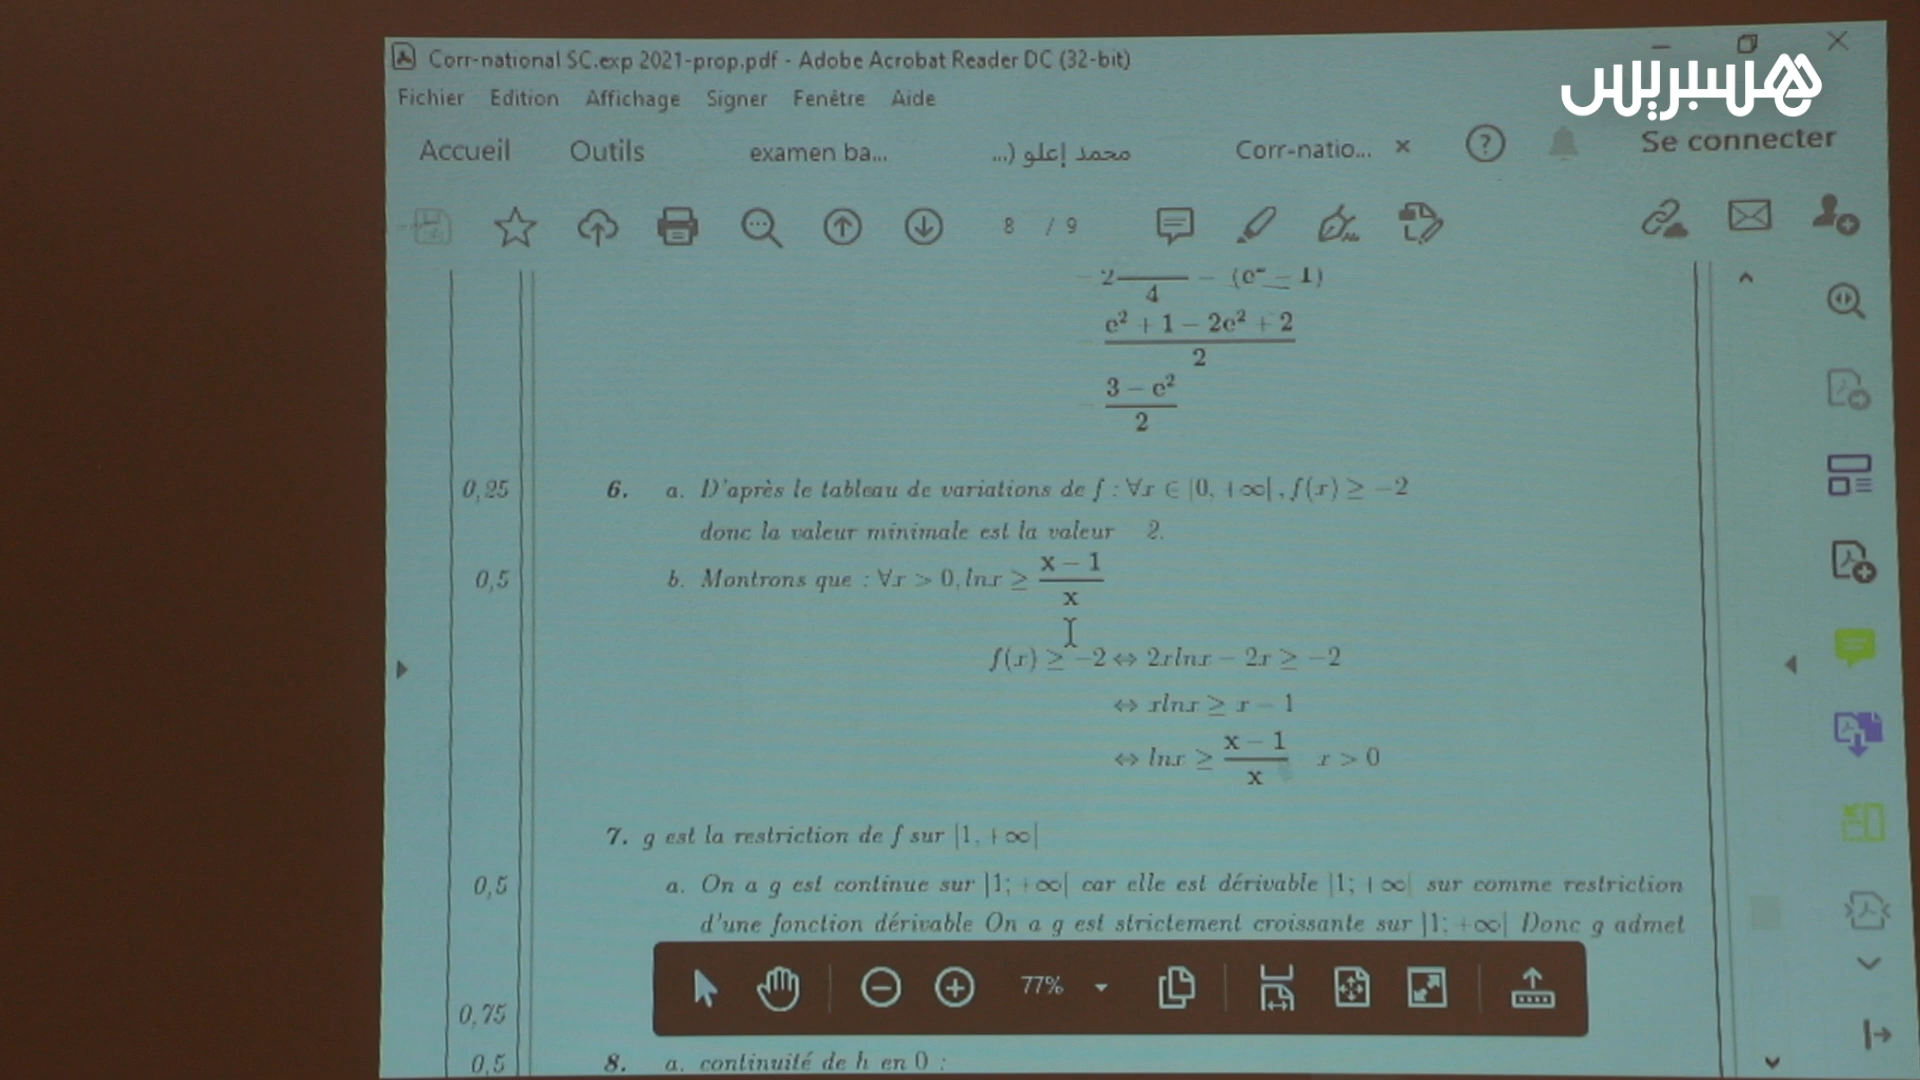 Corr-national SC.exp 2021-prop.pdf - Adobe Acrobat Reader DC (32-bit)
هسبريس
Fichier Edition Affichage Signer Fenêtre Aide
Accueil Outils examen ba... محمد إعلو (... Corr-natio... × ? Se connecter
8 / 9
4
e² + 1 - 2e² + 2
2
3 - e²
2
0,25 6. a. D'après le tableau de variations de f : ∀x ∈ ]0, +∞[, f(x) ≥ -2
donc la valeur minimale est la valeur 2.
0,5 b. Montrons que : ∀x > 0, lnx ≥ (x - 1)/x
f(x) ≥ -2 ⇔ 2xlnx - 2x ≥ -2
⇔ xlnx ≥ x - 1
⇔ lnx ≥ (x - 1)/x x > 0
7. g est la restriction de f sur [1, +∞[
0,5 a. On a g est continue sur [1; +∞[ car elle est dérivable [1; +∞[ sur comme restriction
d'une fonction dérivable On a g est strictement croissante sur [1; +∞[ Donc g admet
77%
0,75
0,5 8. a. continuité de h en 0 :